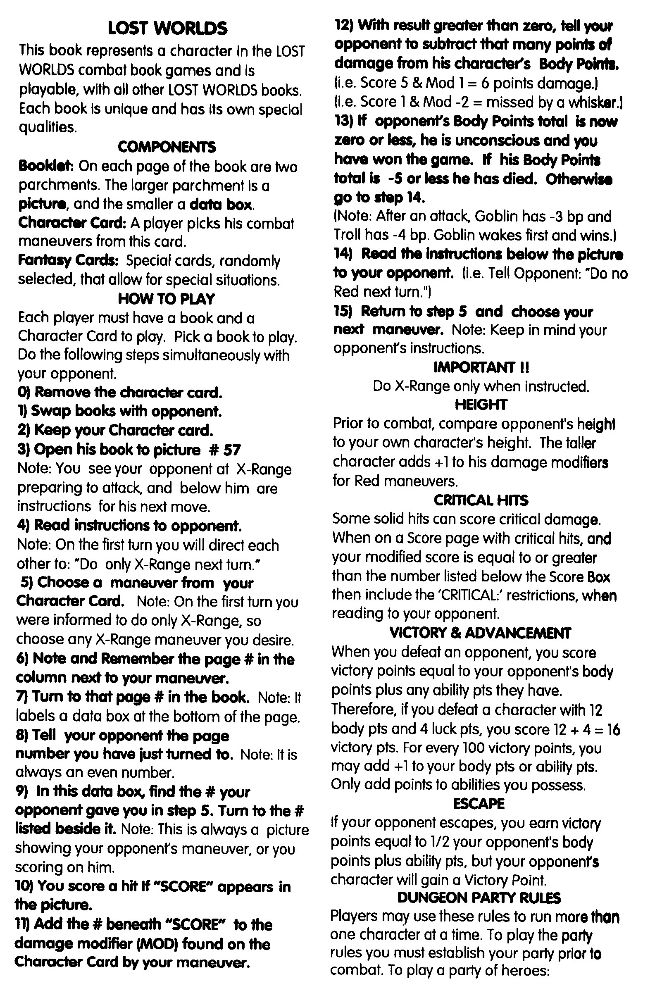 LOST WORLDS
This book represents a character in the LOST
WORLDS combat book games and is
playable, with all other LOST WORLDS books.
Each book is unique and has its own special
qualities.
COMPONENTS
Booklet: On each page of the book are two
parchments. The larger parchment is a
picture, and the smaller a data box.
Character Card: A player picks his combat
maneuvers from this card.
Fantasy Cards: Special cards, randomly
selected, that allow for special situations.
HOW TO PLAY
Each player must have a book and a
Character Card to play. Pick a book to play.
Do the following steps simultaneously with
your opponent.
0) Remove the character card.
1) Swap books with opponent.
2) Keep your Character card.
3) Open his book to picture # 57
Note: You see your opponent at X-Range
preparing to attack, and below him are
instructions for his next move.
4) Read instructions to opponent.
Note: On the first turn you will direct each
other to: "Do only X-Range next turn."
5) Choose a maneuver from your
Character Card. Note: On the first turn you
were informed to do only X-Range, so
choose any X-Range maneuver you desire.
6) Note and Remember the page # in the
column next to your maneuver.
7) Turn to that page # in the book. Note: It
labels a data box at the bottom of the page.
8) Tell your opponent the page
number you have just turned to. Note: It is
always an even number.
9) In this data box, find the # your
opponent gave you in step 5. Turn to the #
listed beside it. Note: This is always a picture
showing your opponent's maneuver, or you
scoring on him.
10) You score a hit if "SCORE" appears in
the picture.
11) Add the # beneath "SCORE" to the
damage modifier (MOD) found on the
Character Card by your maneuver.
12) With result greater than zero, tell your
opponent to subtract that many points of
damage from his character's Body Points.
(i.e. Score 5 & Mod 1 = 6 points damage.)
(i.e. Score 1 & Mod -2 = missed by a whisker.)
13) If opponent's Body Points total is now
zero or less, he is unconscious and you
have won the game. If his Body Points
total is -5 or less he has died. Otherwise
go to step 14.
(Note: After an attack, Goblin has -3 bp and
Troll has -4 bp. Goblin wakes first and wins.)
14) Read the instructions below the picture
to your opponent. (i.e. Tell Opponent: "Do no
Red next turn.")
15) Return to step 5 and choose your
next maneuver. Note: Keep in mind your
opponent's instructions.
IMPORTANT !!
Do X-Range only when instructed.
HEIGHT
Prior to combat, compare opponent's height
to your own character's height. The taller
character adds +1 to his damage modifiers
for Red maneuvers.
CRITICAL HITS
Some solid hits can score critical damage.
When on a Score page with critical hits, and
your modified score is equal to or greater
than the number listed below the Score Box
then include the 'CRITICAL:' restrictions, when
reading to your opponent.
VICTORY & ADVANCEMENT
When you defeat an opponent, you score
victory points equal to your opponent's body
points plus any ability pts they have.
Therefore, if you defeat a character with 12
body pts and 4 luck pts, you score 12 + 4 = 16
victory pts. For every 100 victory points, you
may add +1 to your body pts or ability pts.
Only add points to abilities you possess.
ESCAPE
If your opponent escapes, you earn victory
points equal to 1/2 your opponent's body
points plus ability pts, but your opponent's
character will gain a Victory Point.
DUNGEON PARTY RULES
Players may use these rules to run more than
one character at a time. To play the party
rules you must establish your party prior to
combat. To play a party of heroes: